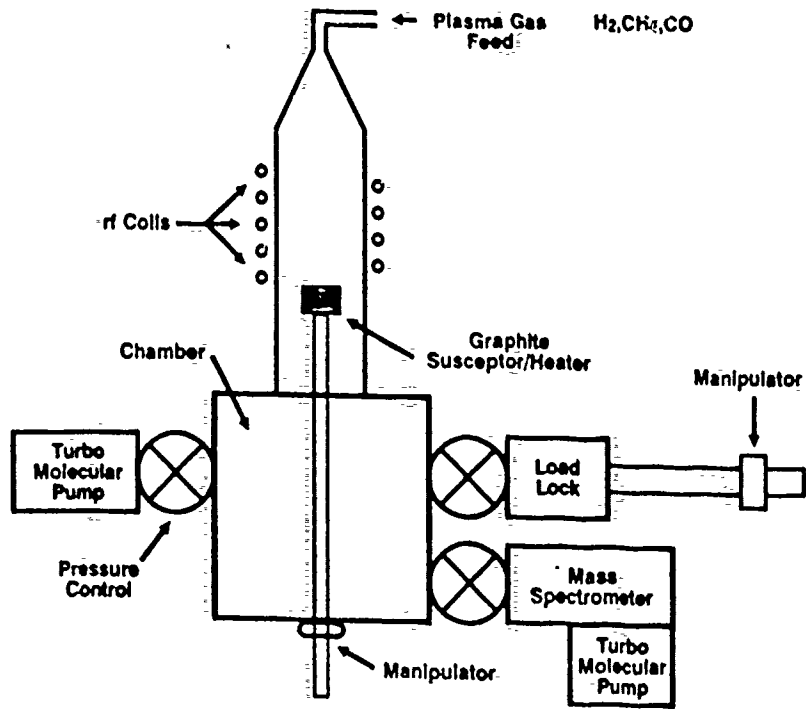 Plasma Gas
Feed
H2,CH4,CO
rf Coils
Graphite
Susceptor/Heater
Chamber
Manipulator
Turbo
Molecular
Pump
Load
Lock
Pressure
Control
Mass
Spectrometer
Manipulator
Turbo
Molecular
Pump